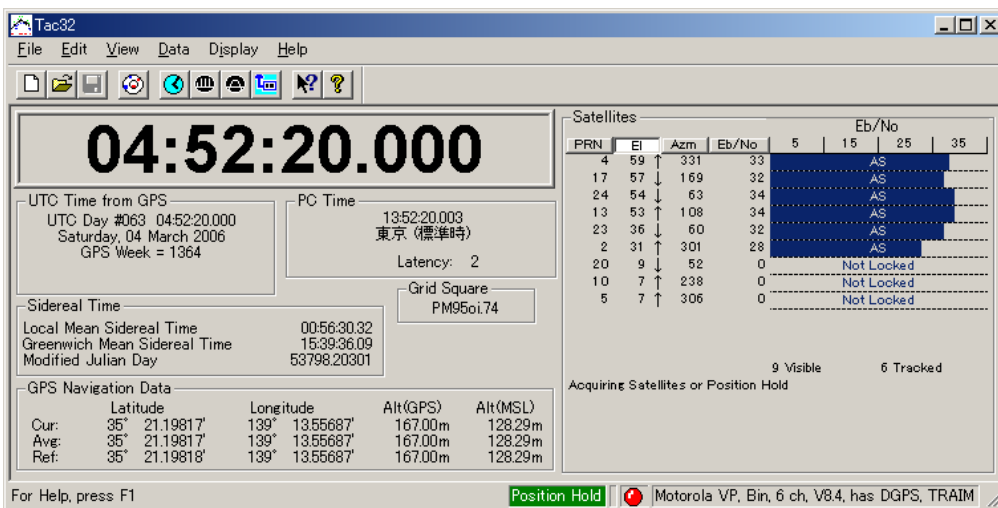 Tac32
File Edit View Data Display Help
04:52:20.000
UTC Time from GPS
UTC Day #063 04:52:20.000
Saturday, 04 March 2006
GPS Week = 1364
PC Time
13:52:20.003
東京 (標準時)
Latency: 2
Grid Square
PM95oi.74
Sidereal Time
Local Mean Sidereal Time 00:56:30.32
Greenwich Mean Sidereal Time 15:39:36.09
Modified Julian Day 53798.20301
GPS Navigation Data
Latitude Longitude Alt(GPS) Alt(MSL)
Cur: 35° 21.19817' 139° 13.55687' 167.00m 128.29m
Avg: 35° 21.19817' 139° 13.55687' 167.00m 128.29m
Ref: 35° 21.19818' 139° 13.55687' 167.00m 128.29m
Satellites
Eb/No
PRN El Azm Eb/No 5 15 25 35
4 59 ↑ 331 33 AS
17 57 ↓ 169 32 AS
24 54 ↓ 63 34 AS
13 53 ↑ 108 34 AS
23 36 ↓ 60 32 AS
2 31 ↑ 301 28 AS
20 9 ↓ 52 0 Not Locked
10 7 ↑ 238 0 Not Locked
5 7 ↑ 306 0 Not Locked
9 Visible 6 Tracked
Acquiring Satellites or Position Hold
For Help, press F1
Position Hold
Motorola VP, Bin, 6 ch, V8.4, has DGPS, TRAIM